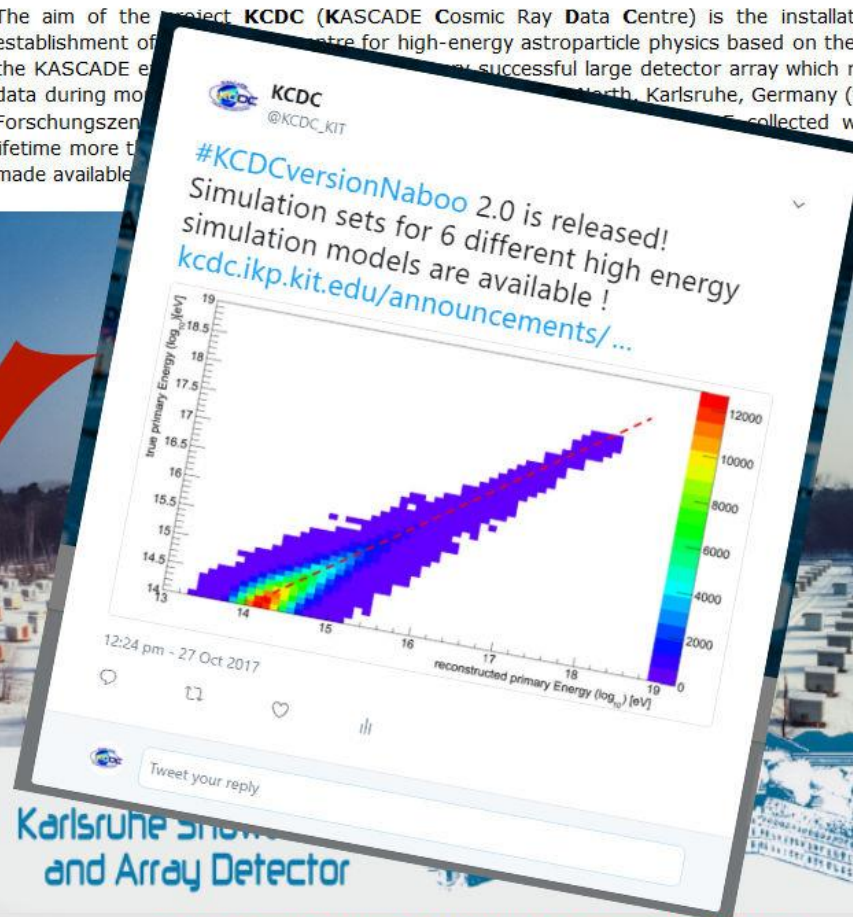 The aim of the project KCDC (KASCADE Cosmic Ray Data Centre) is the installat
establishment of for high-energy astroparticle physics based on the
the KASCADE successful large detector array which
data during North, Karlsruhe, Germany (
Forschungszen collected w
lifetime more
made available
KCDC
@KCDC_KIT
#KCDCversionNaboo 2.0 is released!
Simulation sets for 6 different high energy
simulation models are available !
kcdc.ikp.kit.edu/announcements/...
true primary Energy (log10)[eV]
19
18.5
18
17.5
17
16.5
16
15.5
15
14.5
14
13
14
15
16
17
18
19
reconstructed primary Energy (log10) [eV]
12000
10000
8000
6000
4000
2000
0
12:24 pm - 27 Oct 2017
Tweet your reply
Karlsruhe
and Array Detector